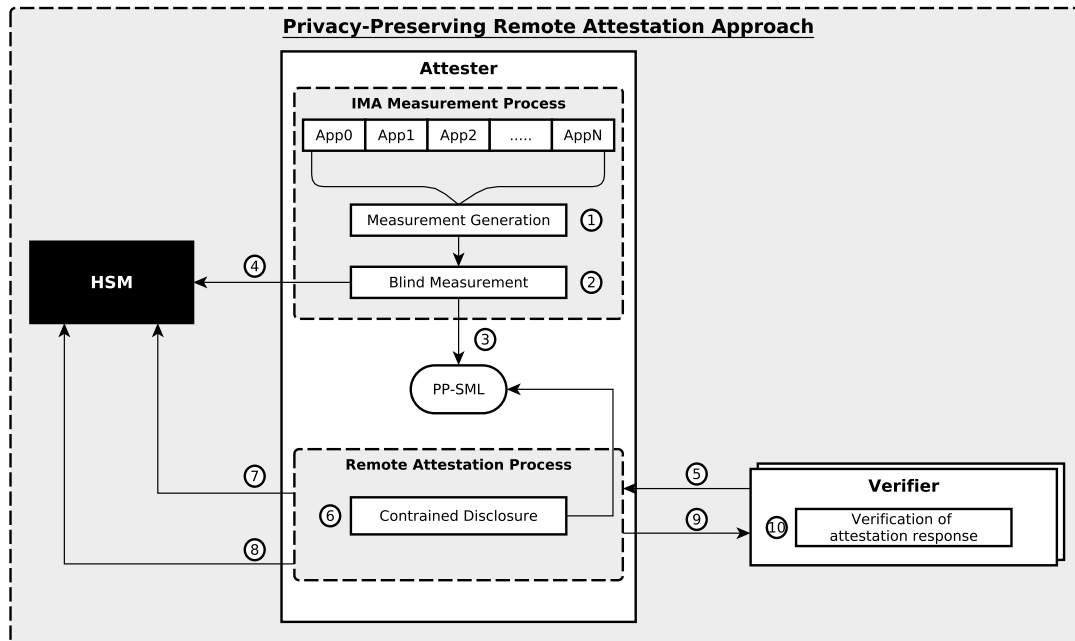 Privacy-Preserving Remote Attestation Approach
Attester
IMA Measurement Process
App0 App1 App2 ..... AppN
Measurement Generation 1
HSM
4
Blind Measurement 2
3
PP-SML
Remote Attestation Process
7
5
Verifier
6 Contrained Disclosure
9
10 Verification of
attestation response
8